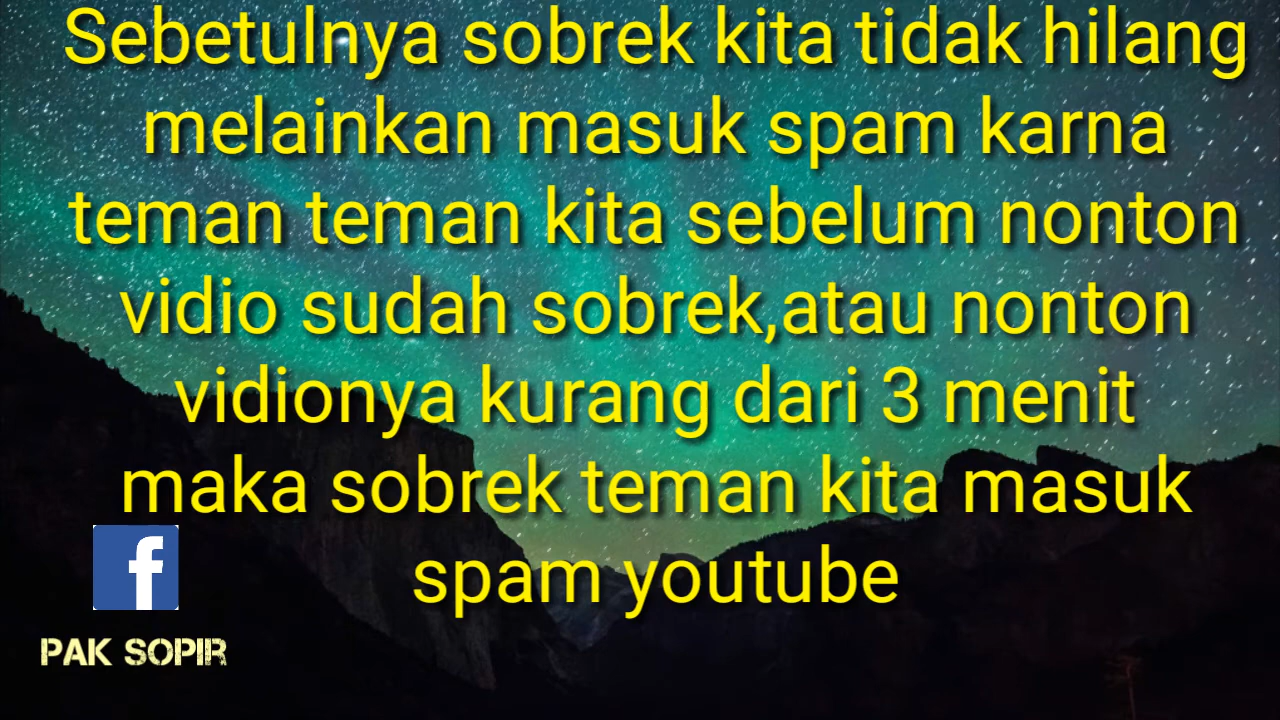 Sebetulnya sobrek kita tidak hilang
melainkan masuk spam karna
teman teman kita sebelum nonton
vidio sudah sobrek,atau nonton
vidionya kurang dari 3 menit
maka sobrek teman kita masuk
spam youtube
f
PAK SOPIR